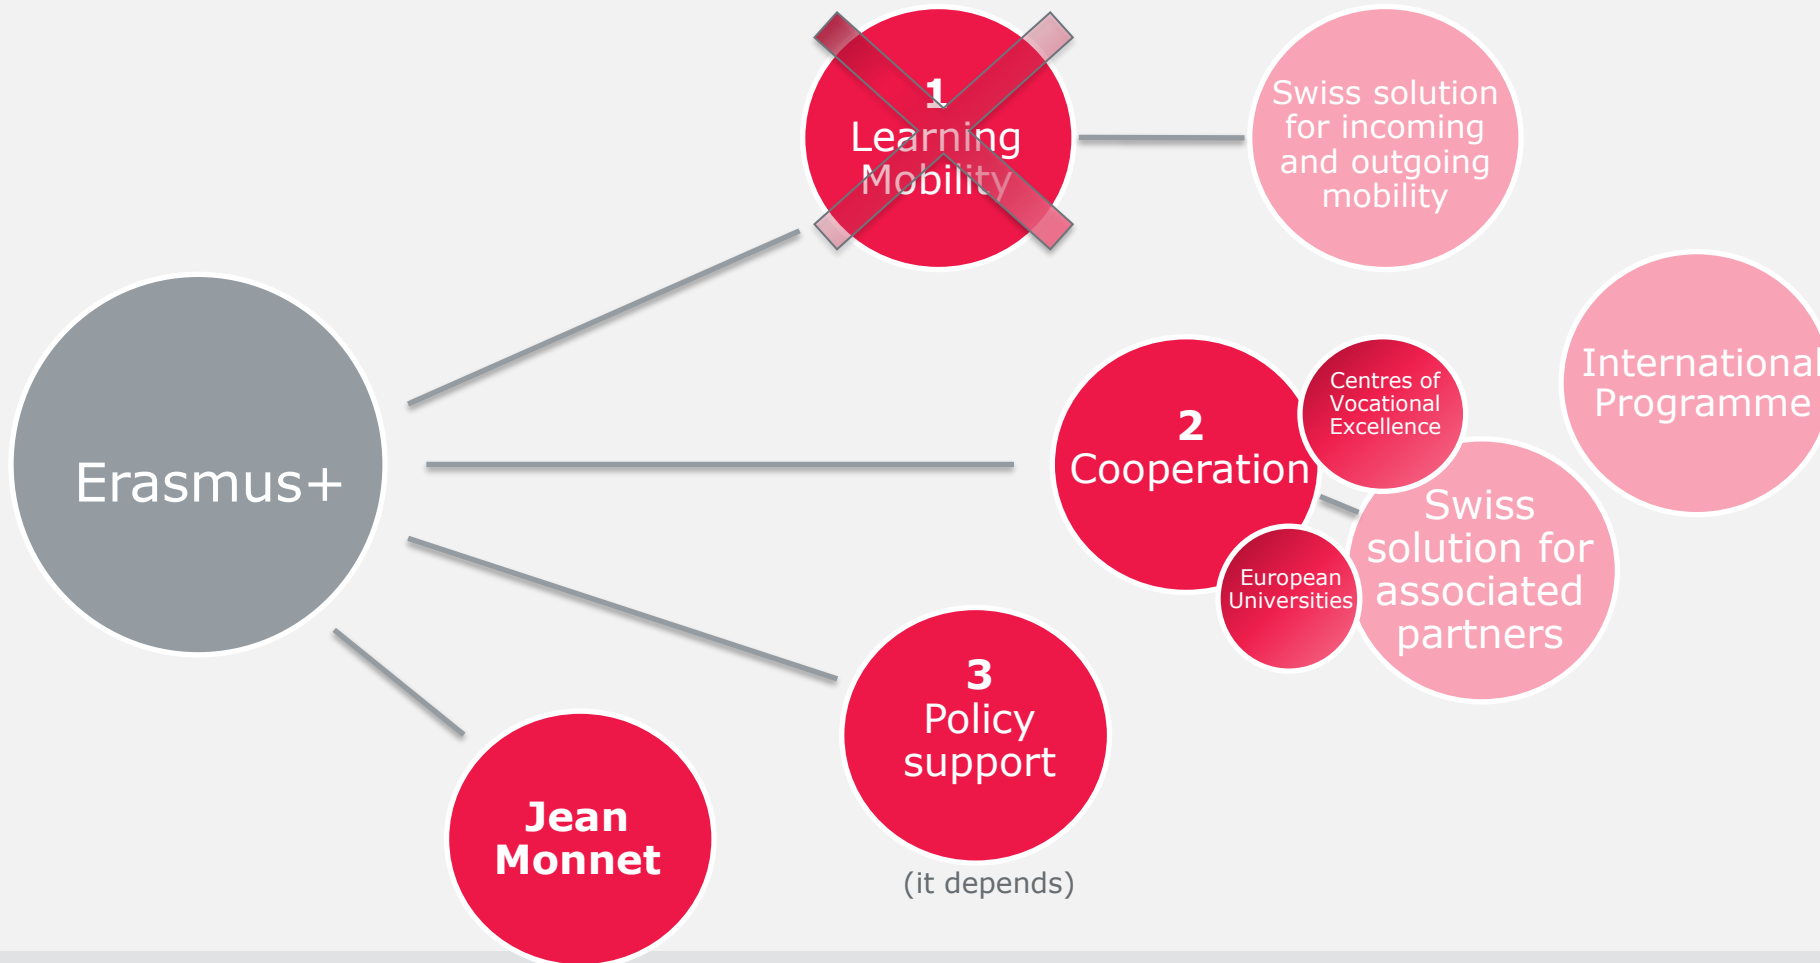 1
Learning
Mobility
Swiss solution
for incoming
and outgoing
mobility
International
Programme
Centres of
Vocational
Excellence
2
Cooperation
Erasmus+
Swiss
solution for
associated
partners
European
Universities
3
Policy
support
(it depends)
Jean
Monnet